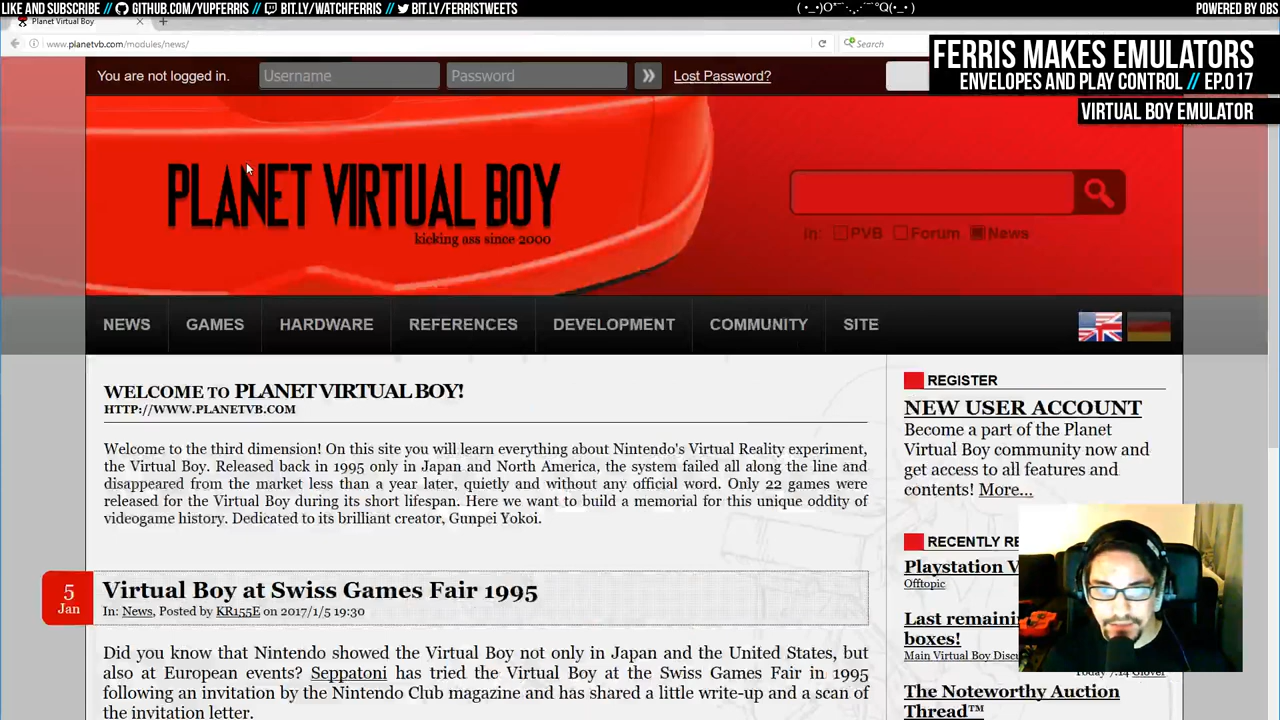 LIKE AND SUBSCRIBE // GITHUB.COM/YUPFERRIS // BIT.LY/WATCHFERRIS // BIT.LY/FERRISTWEETS
POWERED BY OBS
Planet Virtual Boy
www.planetvb.com/modules/news/
Search
FERRIS MAKES EMULATORS
ENVELOPES AND PLAY CONTROL // EP.017
VIRTUAL BOY EMULATOR
You are not logged in.
Username
Password
Lost Password?
PLANET VIRTUAL BOY
kicking ass since 2000
In: PVB Forum News
NEWS
GAMES
HARDWARE
REFERENCES
DEVELOPMENT
COMMUNITY
SITE
WELCOME TO PLANET VIRTUAL BOY!
HTTP://WWW.PLANETVB.COM
Welcome to the third dimension! On this site you will learn everything about Nintendo's Virtual Reality experiment,
the Virtual Boy. Released back in 1995 only in Japan and North America, the system failed all along the line and
disappeared from the market less than a year later, quietly and without any official word. Only 22 games were
released for the Virtual Boy during its short lifespan. Here we want to build a memorial for this unique oddity of
videogame history. Dedicated to its brilliant creator, Gunpei Yokoi.
5
Jan
Virtual Boy at Swiss Games Fair 1995
In: News, Posted by KR155E on 2017/1/5 19:30
Did you know that Nintendo showed the Virtual Boy not only in Japan and the United States, but
also at European events? Seppatoni has tried the Virtual Boy at the Swiss Games Fair in 1995
following an invitation by the Nintendo Club magazine and has shared a little write-up and a scan of
the invitation letter.
REGISTER
NEW USER ACCOUNT
Become a part of the Planet
Virtual Boy community now and
get access to all features and
contents! More...
RECENTLY RE
Playstation V
Offtopic
Last remaini
boxes!
Main Virtual Boy Discu
Today 7:14 Glover
The Noteworthy Auction
Thread™